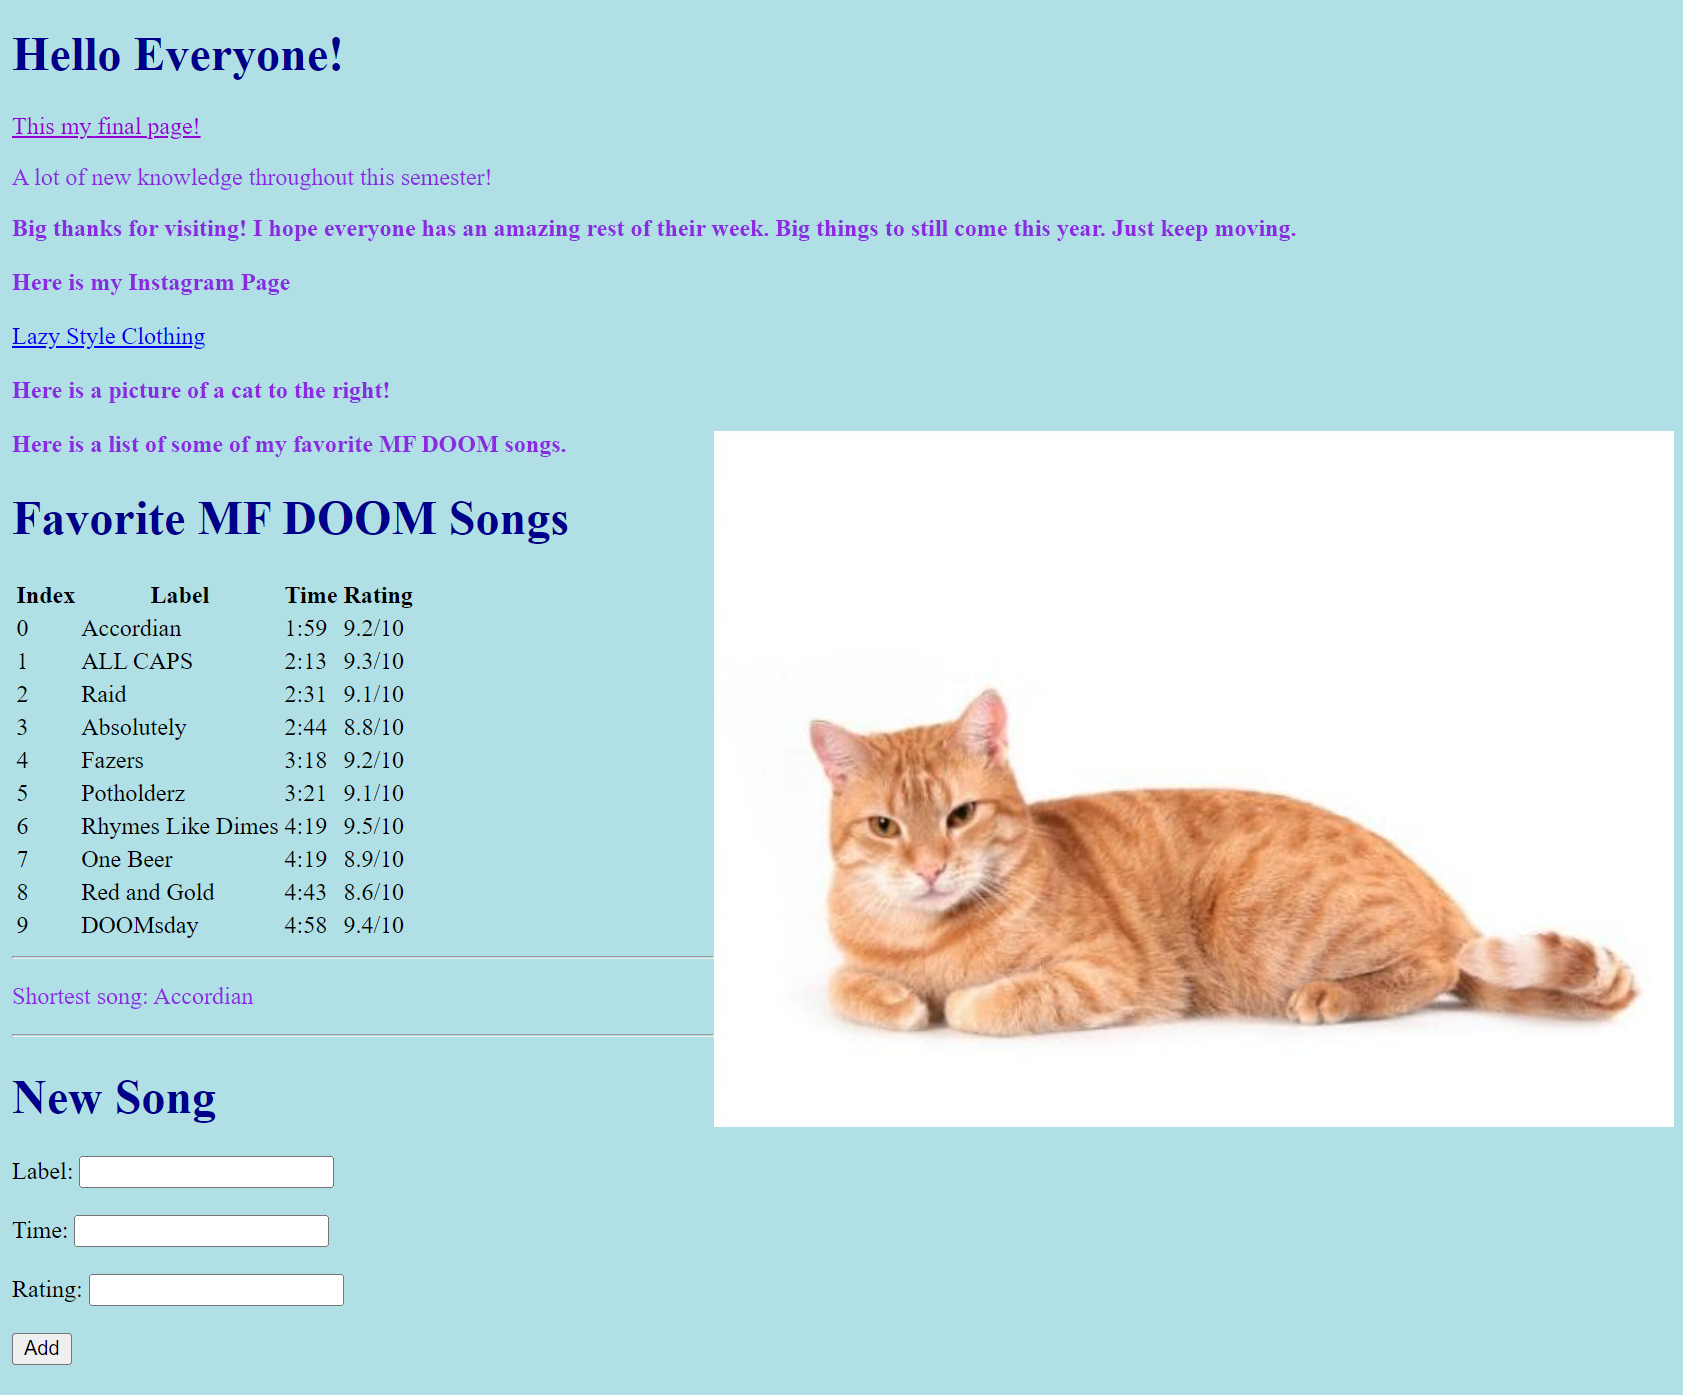 Hello Everyone!
This my final page!
A lot of new knowledge throughout this semester!
Big thanks for visiting! I hope everyone has an amazing rest of their week. Big things to still come this year. Just keep moving.
Here is my Instagram Page
Lazy Style Clothing
Here is a picture of a cat to the right!
Here is a list of some of my favorite MF DOOM songs.
Favorite MF DOOM Songs
Index Label Time Rating
0 Accordian 1:59 9.2/10
1 ALL CAPS 2:13 9.3/10
2 Raid 2:31 9.1/10
3 Absolutely 2:44 8.8/10
4 Fazers 3:18 9.2/10
5 Potholderz 3:21 9.1/10
6 Rhymes Like Dimes 4:19 9.5/10
7 One Beer 4:19 8.9/10
8 Red and Gold 4:43 8.6/10
9 DOOMsday 4:58 9.4/10
Shortest song: Accordian
New Song
Label:
Time:
Rating:
Add